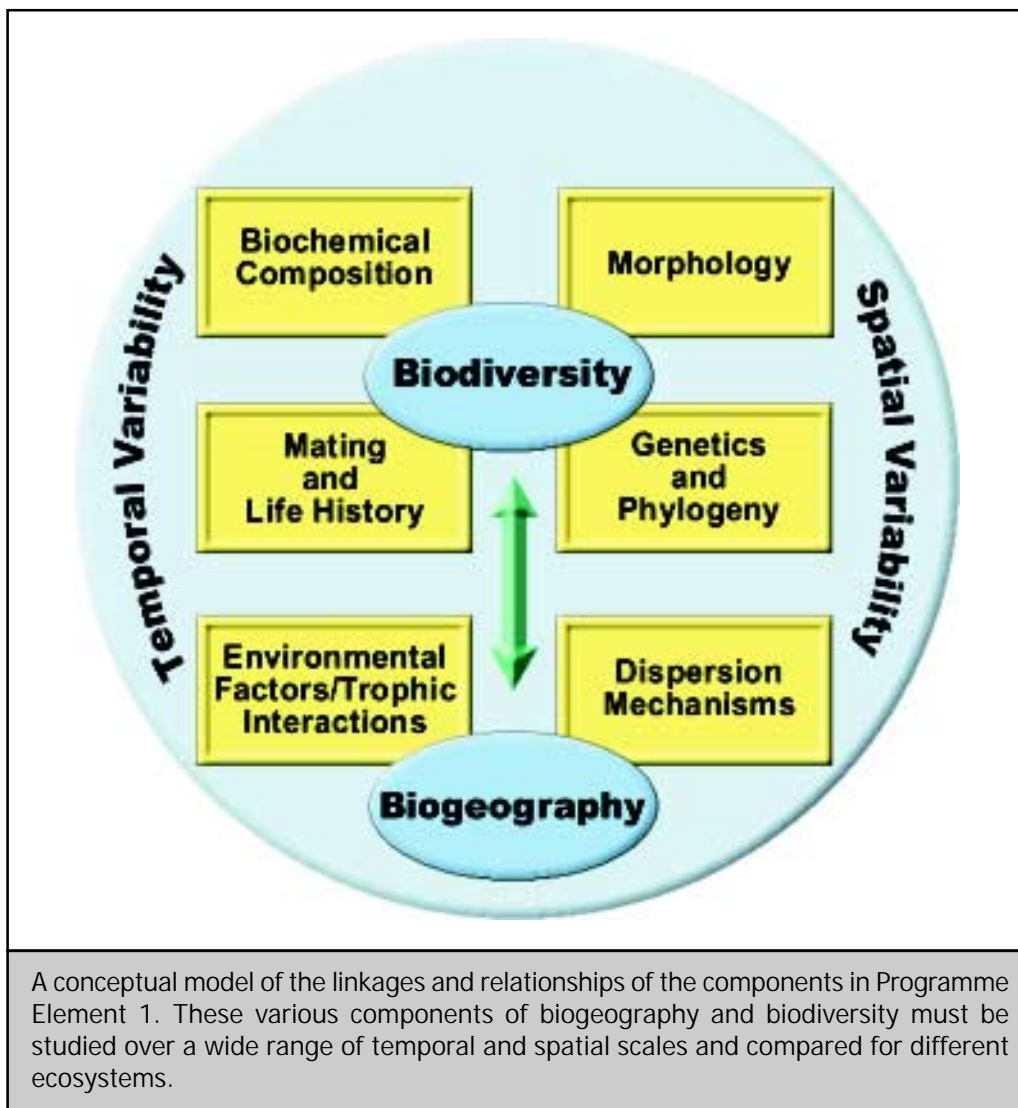 Temporal Variability
Spatial Variability
Biochemical
Composition
Morphology
Biodiversity
Mating
and
Life History
Genetics
and
Phylogeny
Environmental
Factors/Trophic
Interactions
Dispersion
Mechanisms
Biogeography
A conceptual model of the linkages and relationships of the components in Programme
Element 1. These various components of biogeography and biodiversity must be
studied over a wide range of temporal and spatial scales and compared for different
ecosystems.